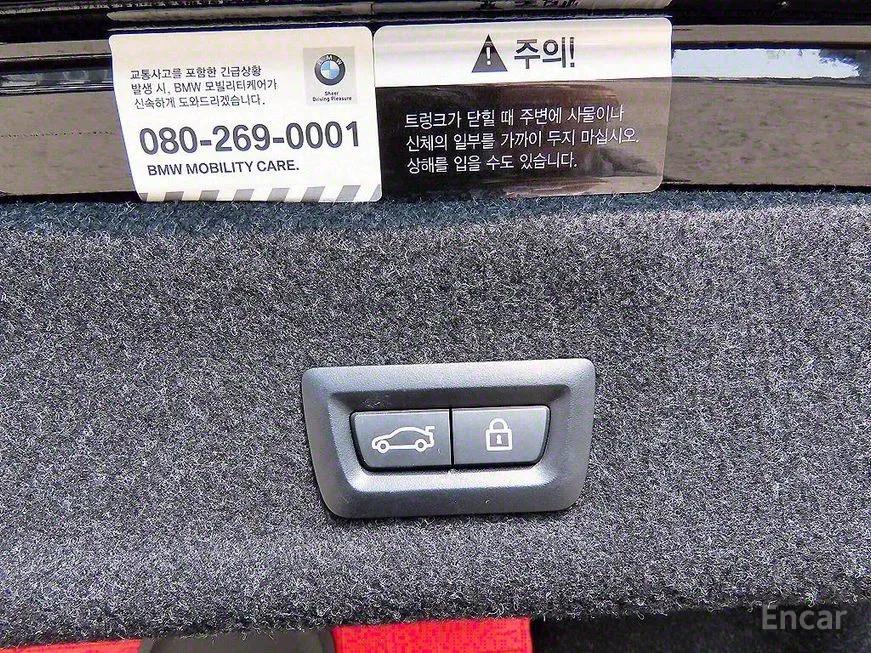 교통사고를 포함한 긴급상황
발생 시, BMW 모빌리티케어가
신속하게 도와드리겠습니다.
BMW
Sheer
Driving Pleasure
080-269-0001
BMW MOBILITY CARE.
주의!
트렁크가 닫힐 때 주변에 사물이나
신체의 일부를 가까이 두지 마십시오.
상해를 입을 수도 있습니다.
Encar